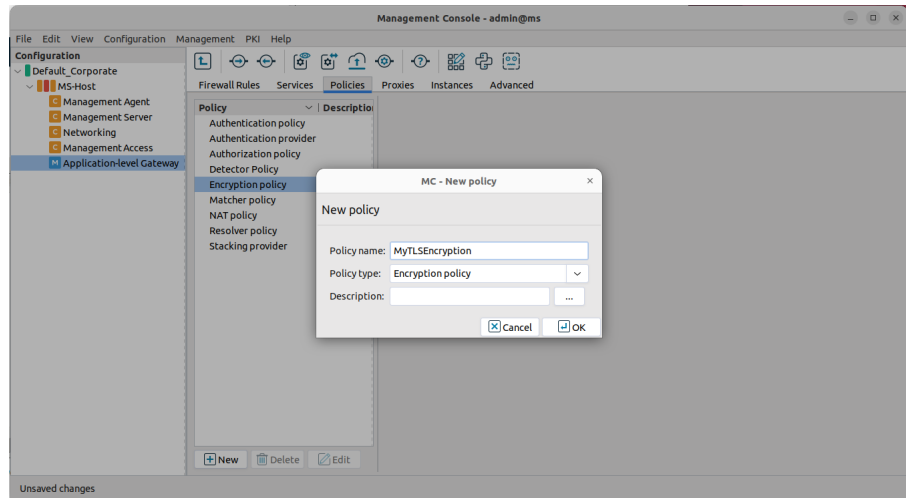 Management Console - admin@ms
File Edit View Configuration Management PKI Help
Configuration
Default_Corporate
MS-Host
C Management Agent
C Management Server
C Networking
C Management Access
M Application-level Gateway
Firewall Rules Services Policies Proxies Instances Advanced
Policy Descriptio
Authentication policy
Authentication provider
Authorization policy
Detector Policy
Encryption policy
Matcher policy
NAT policy
Resolver policy
Stacking provider
MC - New policy
New policy
Policy name: MyTLSEncryption
Policy type: Encryption policy
Description: ...
Cancel OK
New Delete Edit
Unsaved changes